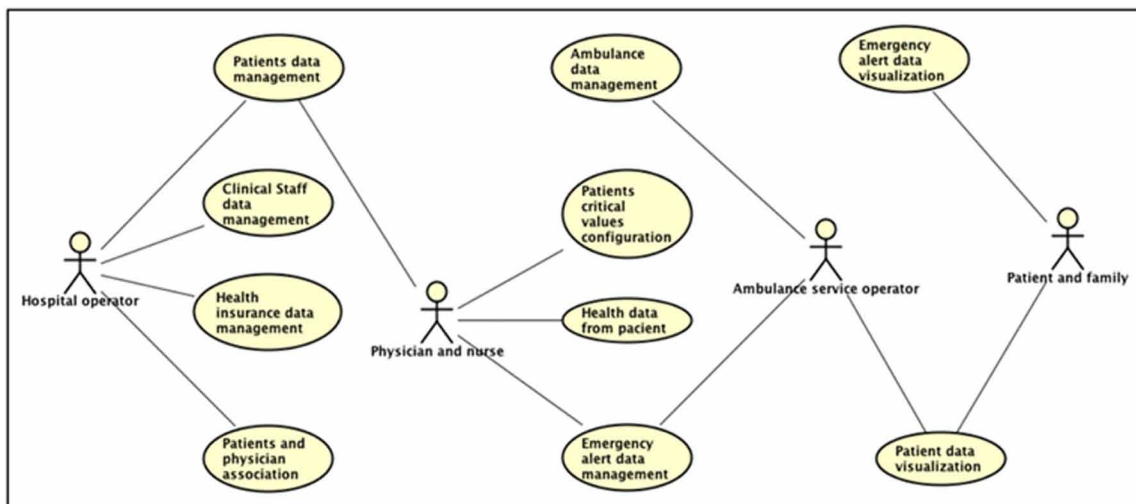 Patients data
management
Ambulance
data
management
Emergency
alert data
visualization
Clinical Staff
data
management
Patients
critical
values
configuration
Hospital operator
Health
insurance data
management
Physician and nurse
Health data
from pacient
Ambulance service operator
Patient and family
Patients and
physician
association
Emergency
alert data
management
Patient data
visualization